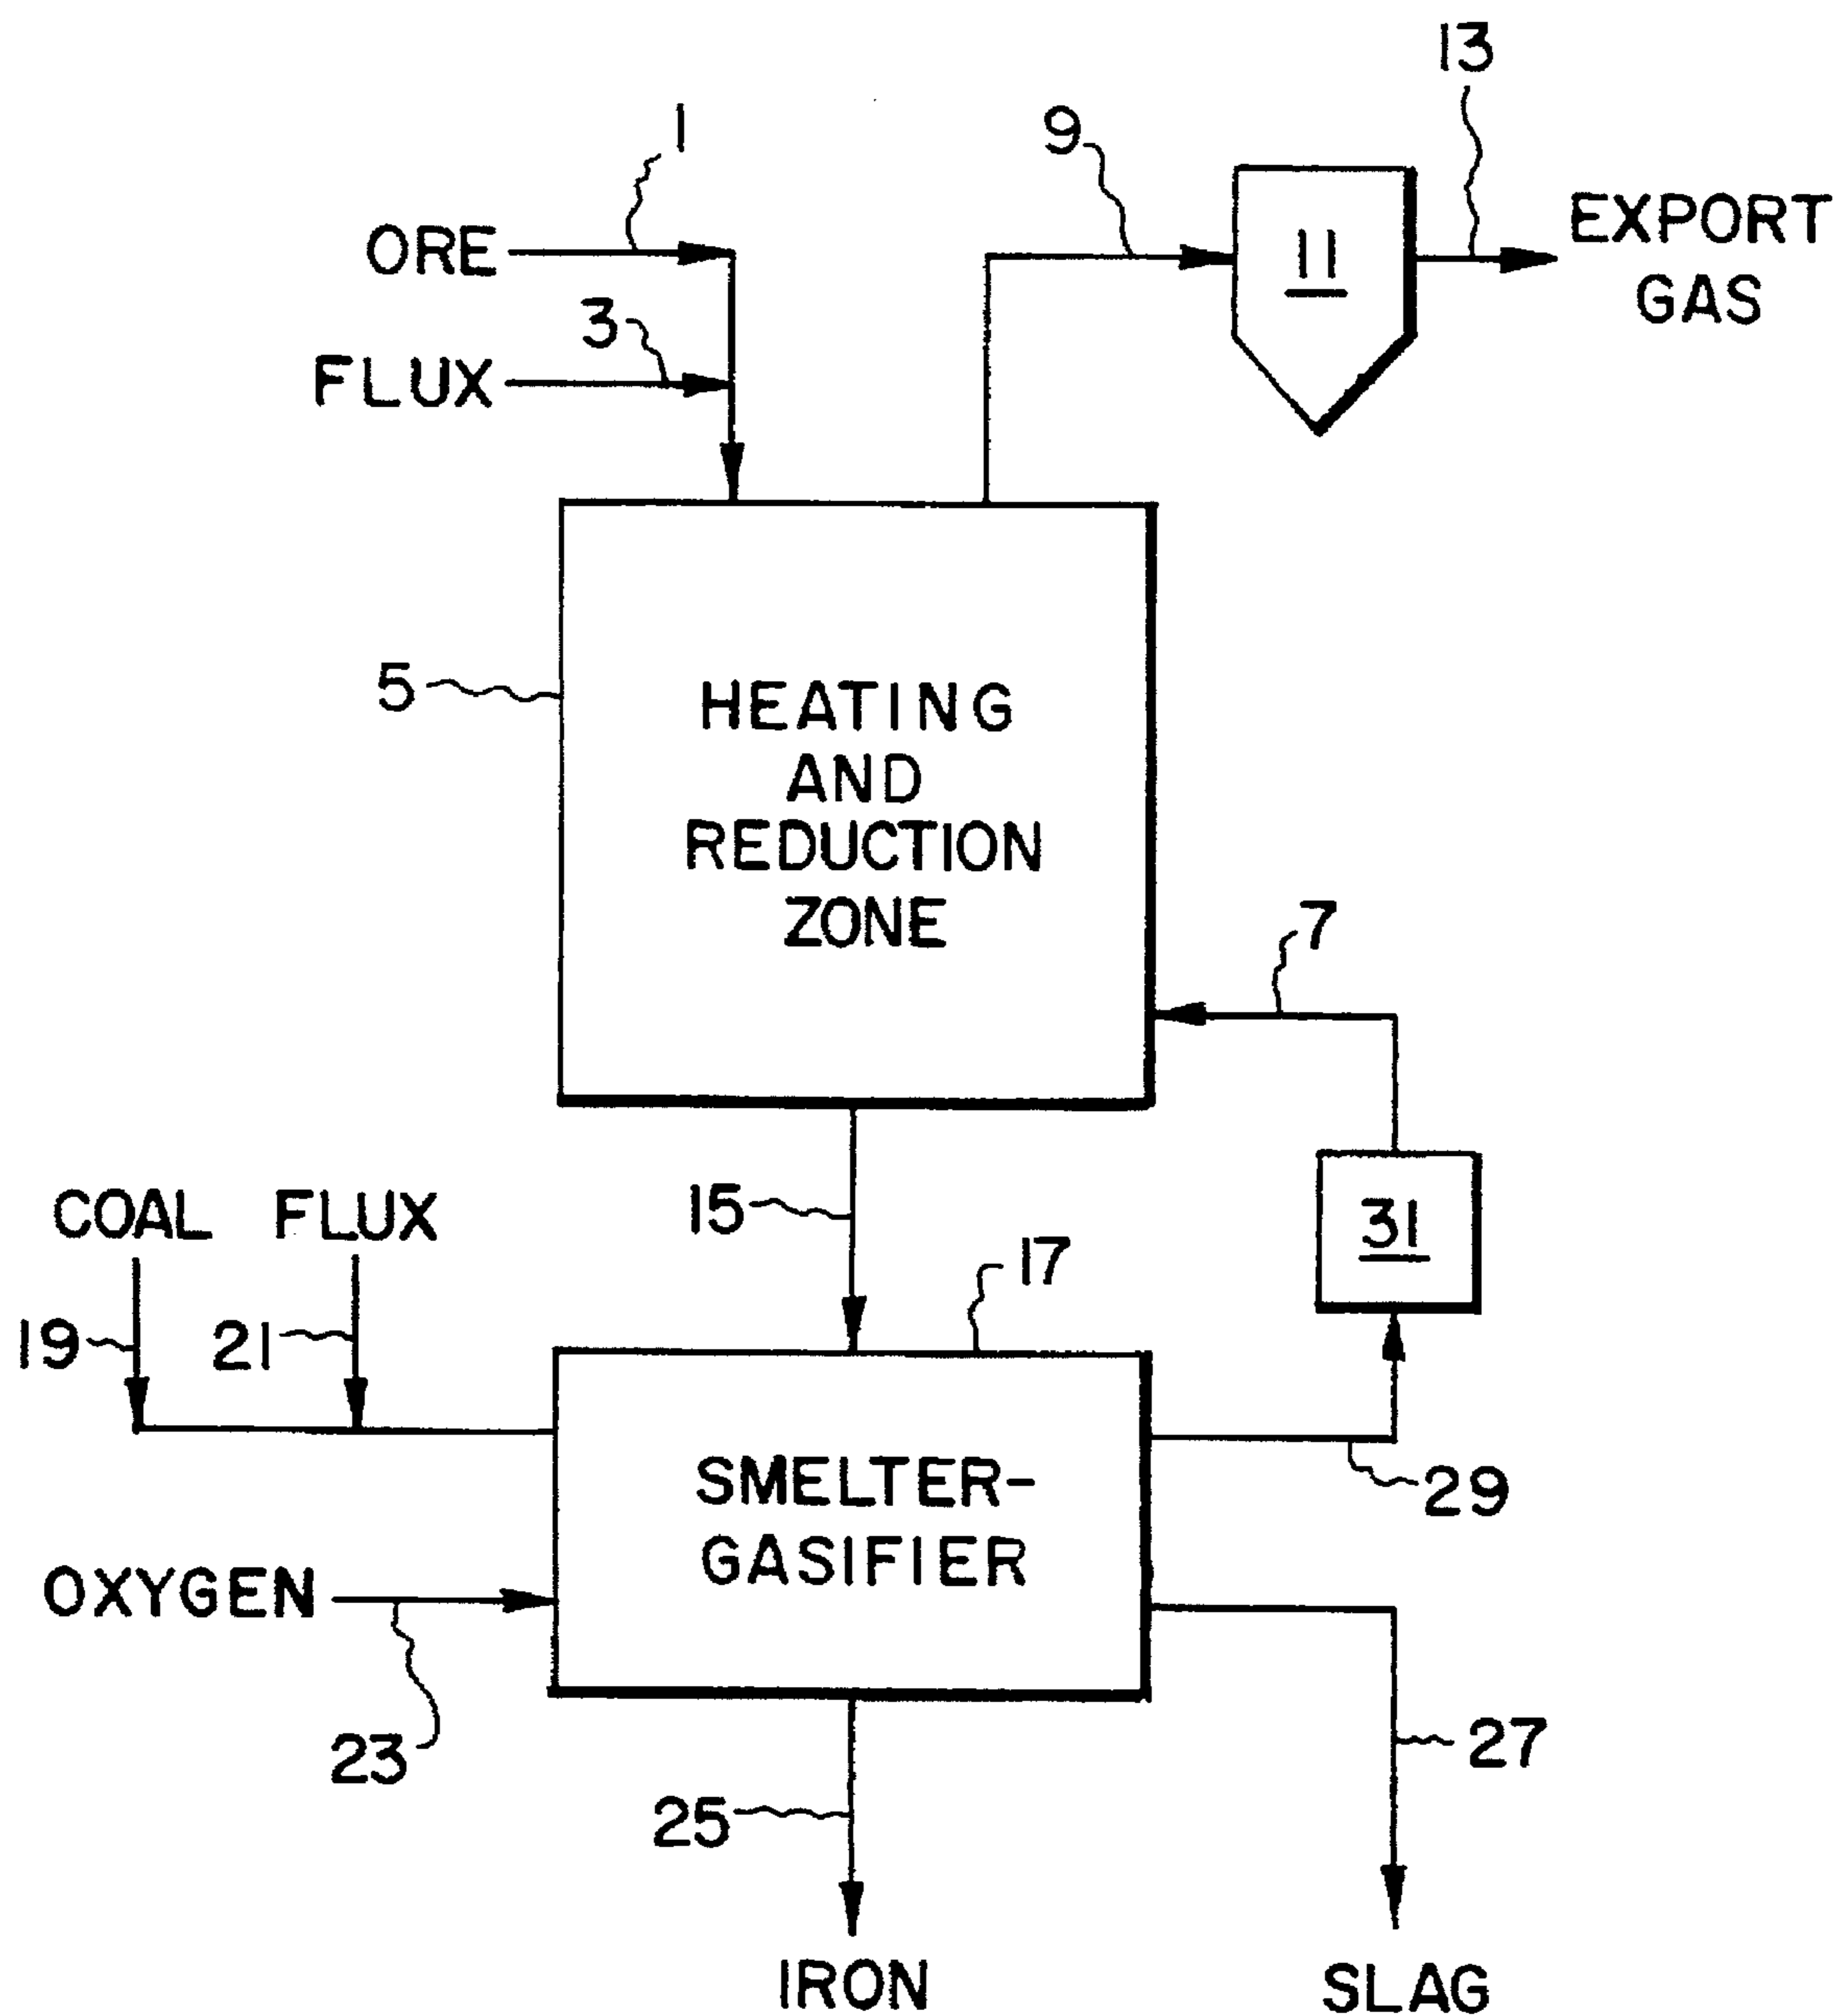 13
1
9
EXPORT
GAS
ORE
11
3
FLUX
5
HEATING
AND
REDUCTION
ZONE
7
15
COAL FLUX
31
17
19
21
SMELTER-
GASIFIER
29
OXYGEN
23
27
25
IRON
SLAG